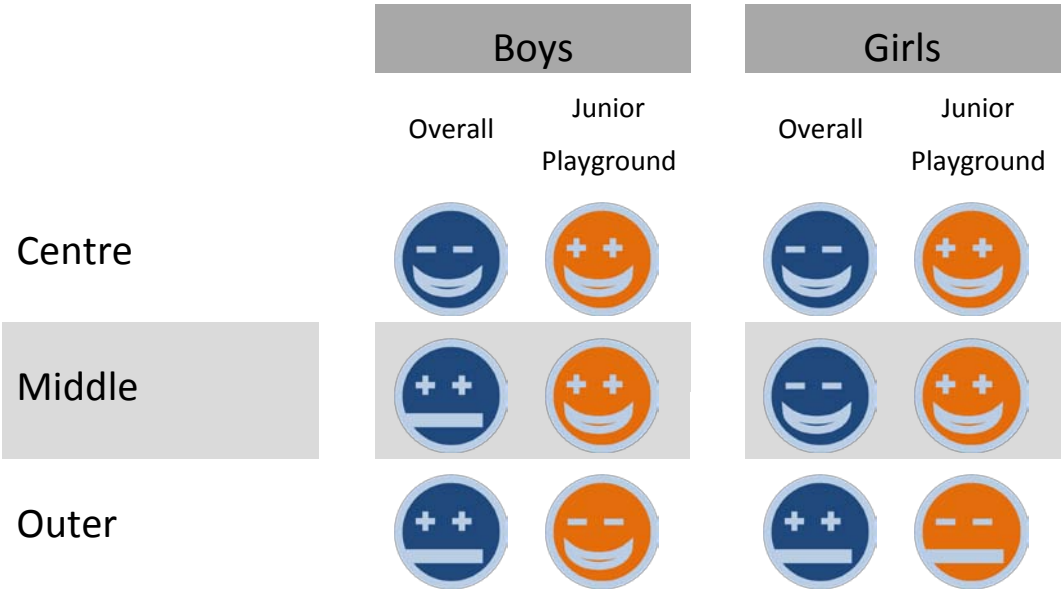 Boys
Girls
Overall
Junior
Playground
Overall
Junior
Playground
Centre
Middle
Outer